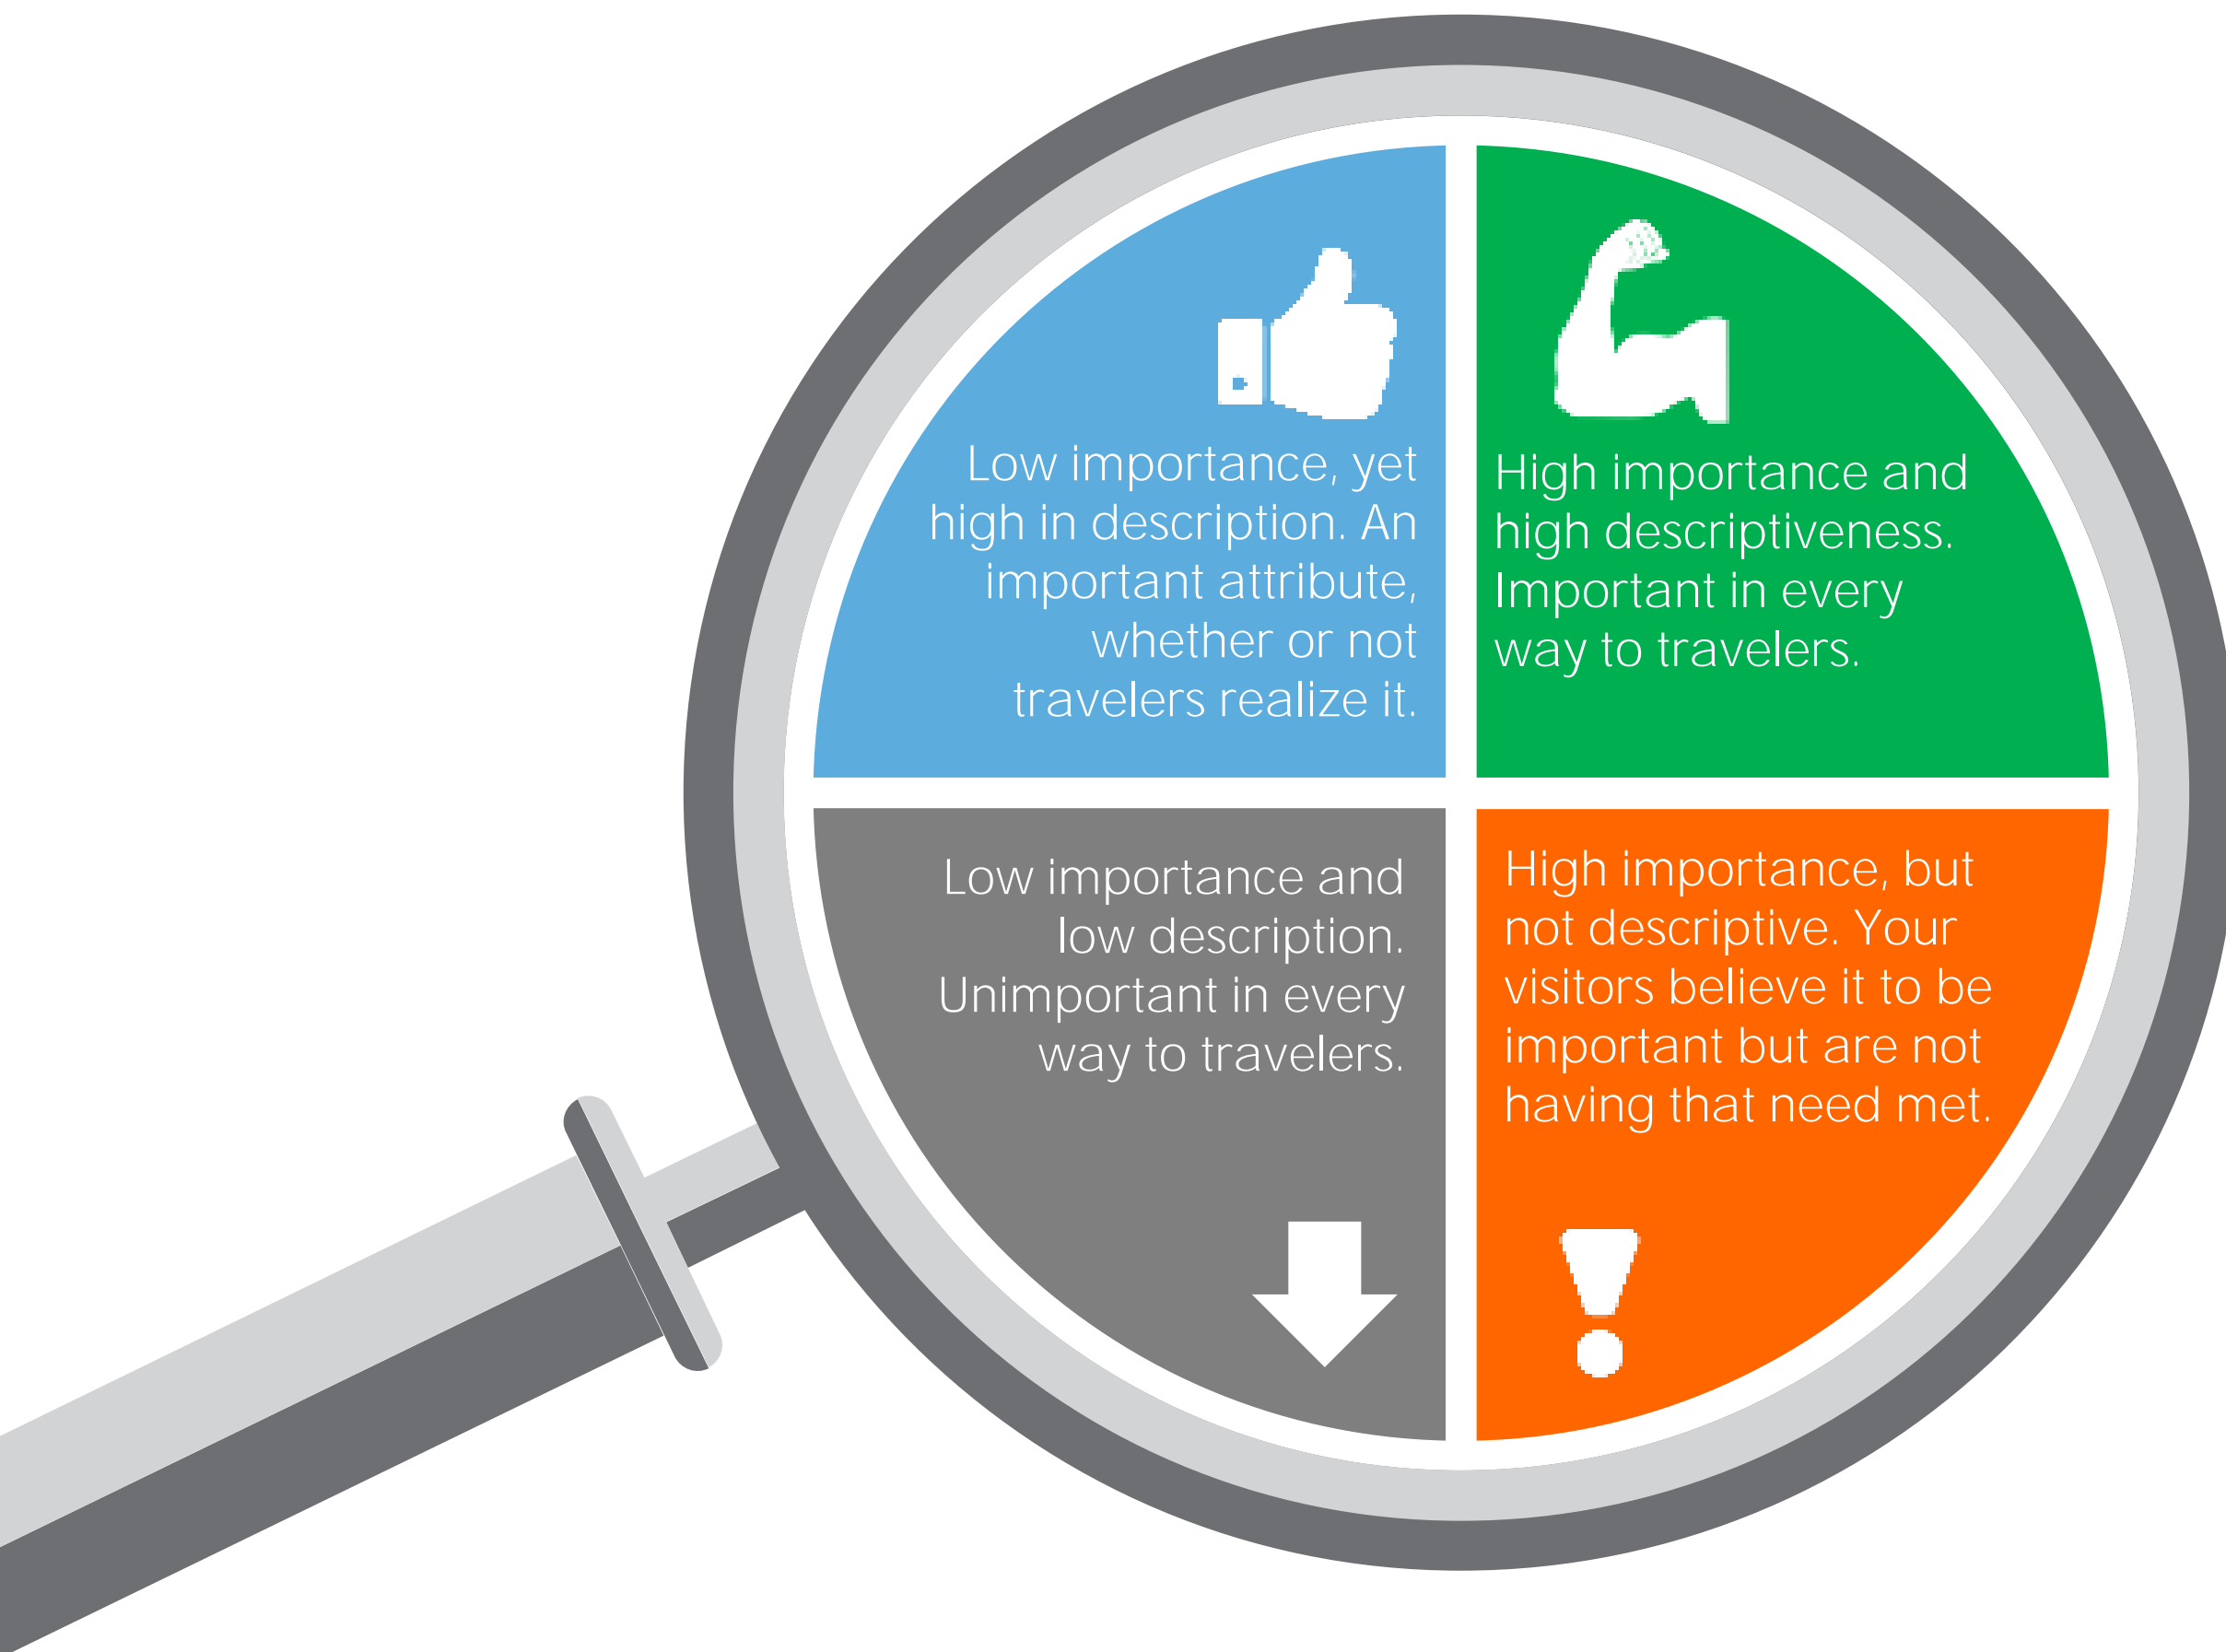 Low importance, yet
high in description. An
important attribute,
whether or not
travelers realize it.
High importance and
high descriptiveness.
Important in every
way to travelers.
Low importance and
low description.
Unimportant in every
way to travelers.
High importance, but
not descriptive. Your
visitors believe it to be
important but are not
having that need met.